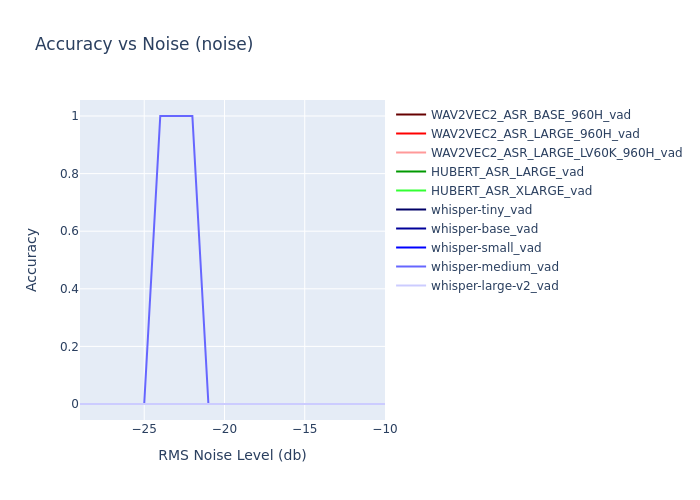 Accuracy vs Noise (noise)
WAV2VEC2_ASR_BASE_960H_vad
WAV2VEC2_ASR_LARGE_960H_vad
WAV2VEC2_ASR_LARGE_LV60K_960H_vad
HUBERT_ASR_LARGE_vad
HUBERT_ASR_XLARGE_vad
whisper-tiny_vad
whisper-base_vad
whisper-small_vad
whisper-medium_vad
whisper-large-v2_vad
Accuracy
1
0.8
0.6
0.4
0.2
0
−25 −20 −15 −10
RMS Noise Level (db)